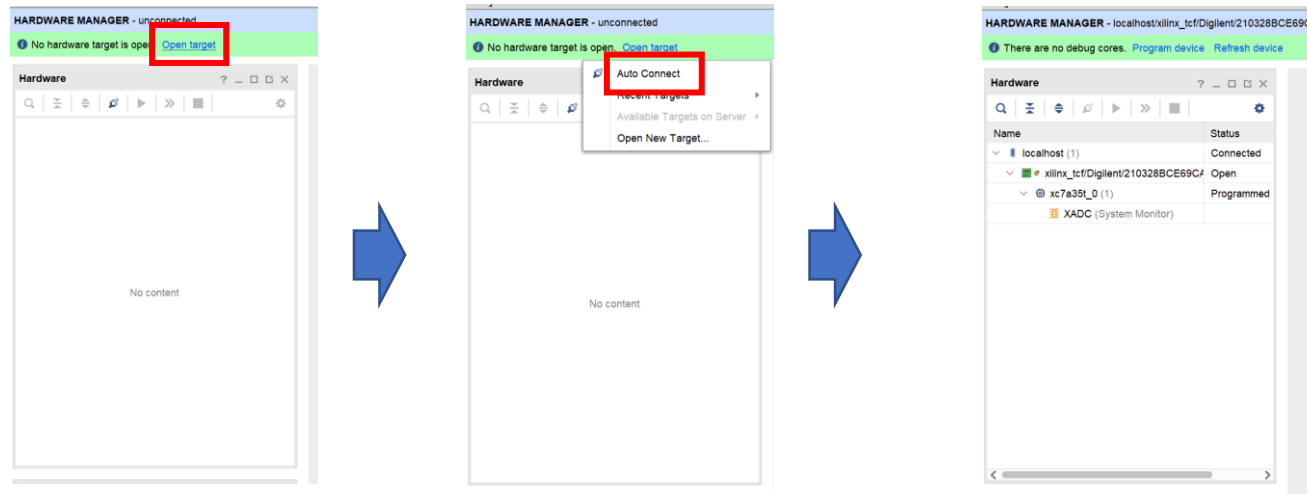 HARDWARE MANAGER - unconnected
No hardware target is open. Open target
Hardware
No content
HARDWARE MANAGER - unconnected
No hardware target is open. Open target
Hardware
Auto Connect
Recent Targets
Available Targets on Server
Open New Target...
No content
HARDWARE MANAGER - localhost/xilinx_tcf/Digilent/210328BCE690
There are no debug cores. Program device Refresh device
Hardware
Name Status
localhost (1) Connected
xilinx_tcf/Digilent/210328BCE69CA Open
xc7a35t_0 (1) Programmed
XADC (System Monitor)